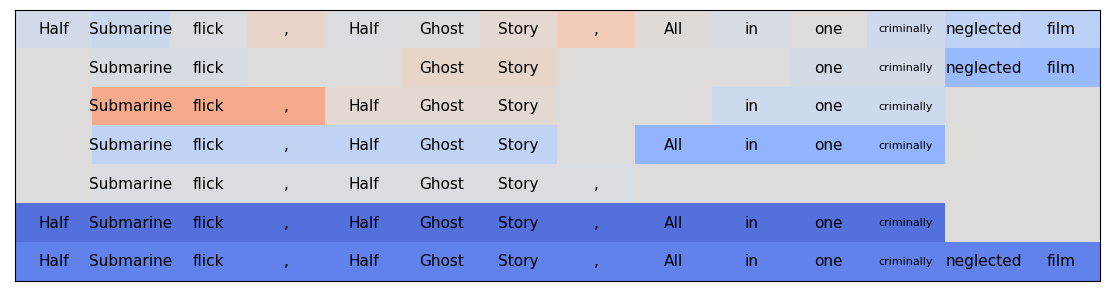 Half Submarine flick , Half Ghost Story , All in one criminally neglected film
Submarine flick Ghost Story one criminally neglected film
Submarine flick , Half Ghost Story in one criminally
Submarine flick , Half Ghost Story All in one criminally
Submarine flick , Half Ghost Story ,
Half Submarine flick , Half Ghost Story , All in one criminally
Half Submarine flick , Half Ghost Story , All in one criminally neglected film